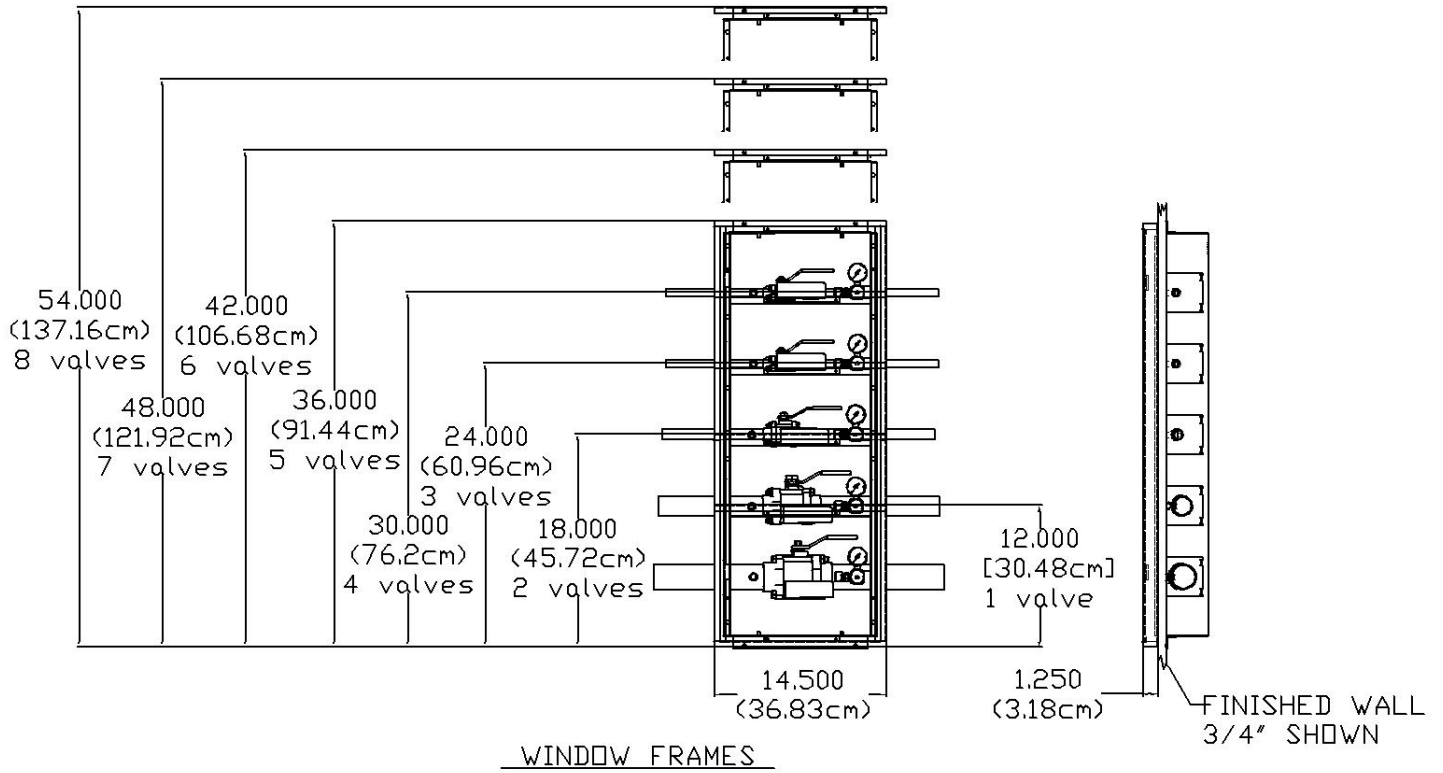 54.000
(137.16cm)
8 valves
48.000
(121.92cm)
7 valves
42.000
(106.68cm)
6 valves
36.000
(91.44cm)
5 valves
30.000
(76.2cm)
4 valves
24.000
(60.96cm)
3 valves
18.000
(45.72cm)
2 valves
12.000
[30.48cm]
1 valve
14.500
(36.83cm)
1.250
(3.18cm)
FINISHED WALL
3/4" SHOWN
WINDOW FRAMES